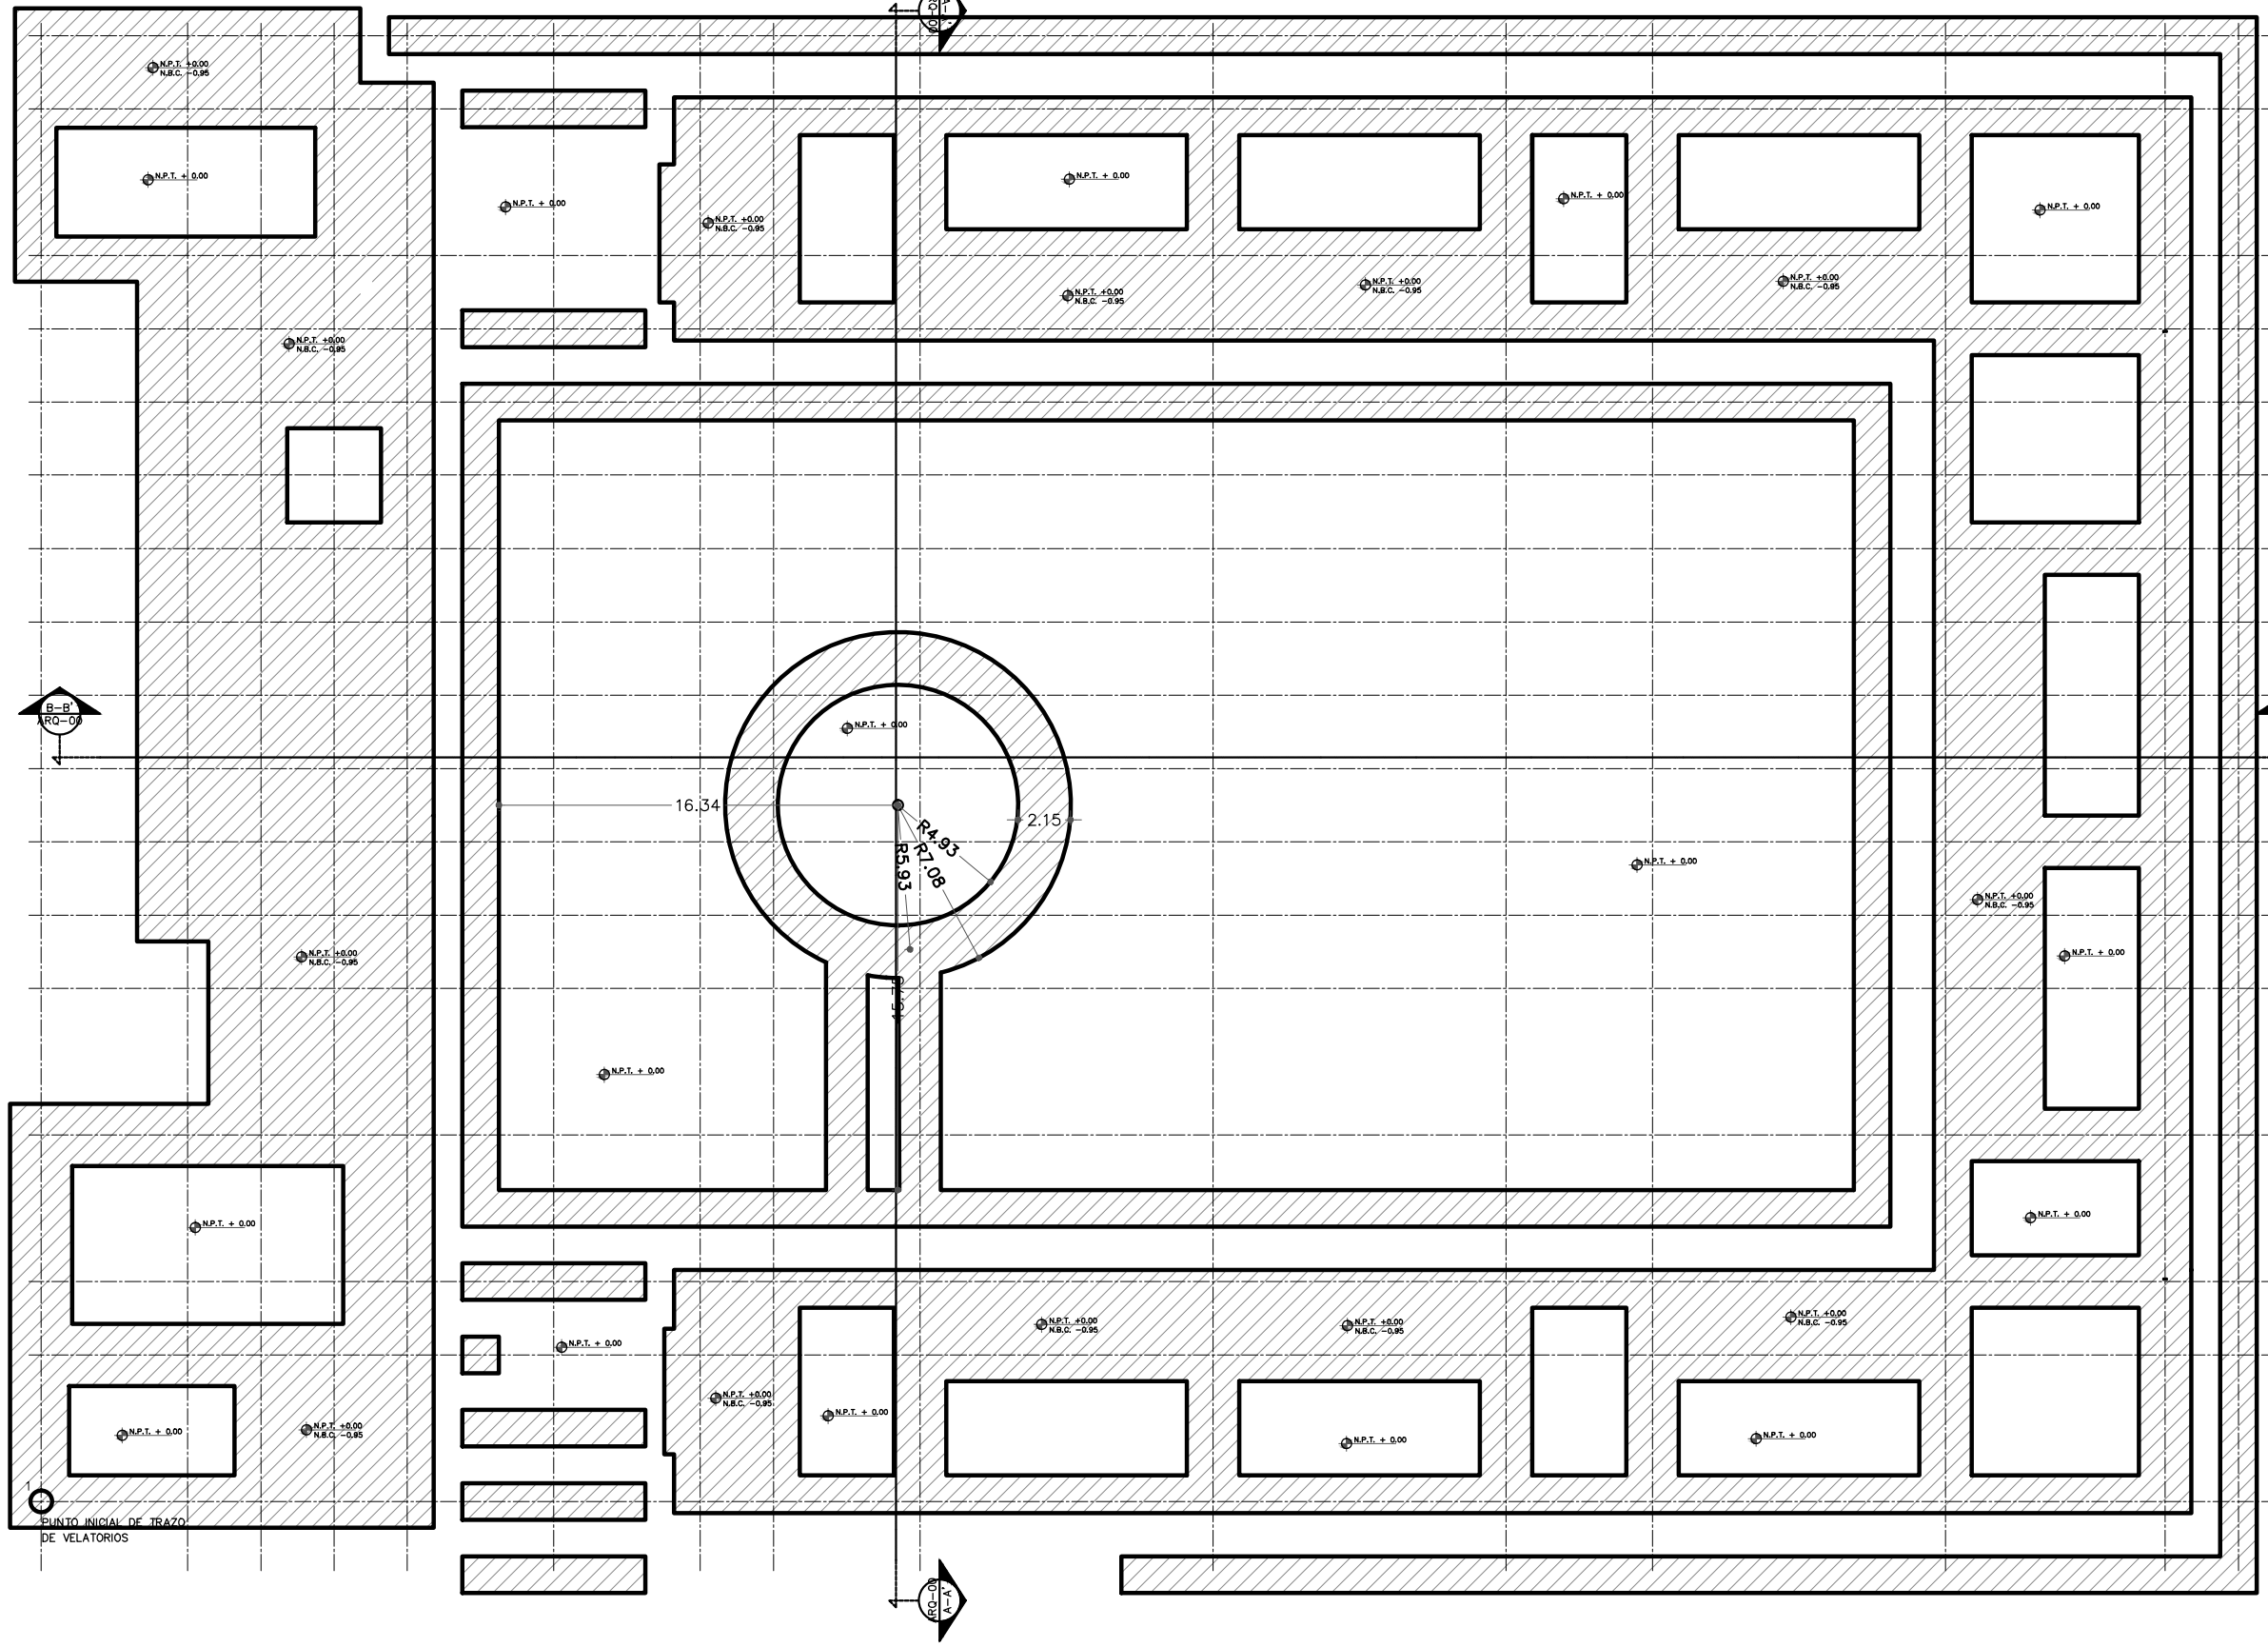 A-A'
ARQ-00
N.P.T. +0.00
N.B.C. -0.95
N.P.T. + 0.00
N.P.T. + 0.00
N.P.T. +0.00
N.B.C. -0.95
N.P.T. + 0.00
N.P.T. + 0.00
N.P.T. + 0.00
N.P.T. +0.00
N.B.C. -0.95
N.P.T. +0.00
N.B.C. -0.95
N.P.T. +0.00
N.B.C. -0.95
N.P.T. +0.00
N.B.C. -0.95
B-B'
ARQ-00
N.P.T. + 0.00
16.34
2.15
R4.93
R7.08
R5.93
N.P.T. + 0.00
N.P.T. +0.00
N.B.C. -0.95
N.P.T. +0.00
N.B.C. -0.95
N.P.T. + 0.00
15.75
N.P.T. + 0.00
N.P.T. + 0.00
N.P.T. + 0.00
N.P.T. +0.00
N.B.C. -0.95
N.P.T. +0.00
N.B.C. -0.95
N.P.T. +0.00
N.B.C. -0.95
N.P.T. + 0.00
N.P.T. +0.00
N.B.C. -0.95
N.P.T. + 0.00
N.P.T. + 0.00
N.P.T. +0.00
N.B.C. -0.95
N.P.T. + 0.00
N.P.T. + 0.00
1
PUNTO INICIAL DE TRAZO
DE VELATORIOS
ARQ-00
A-A'